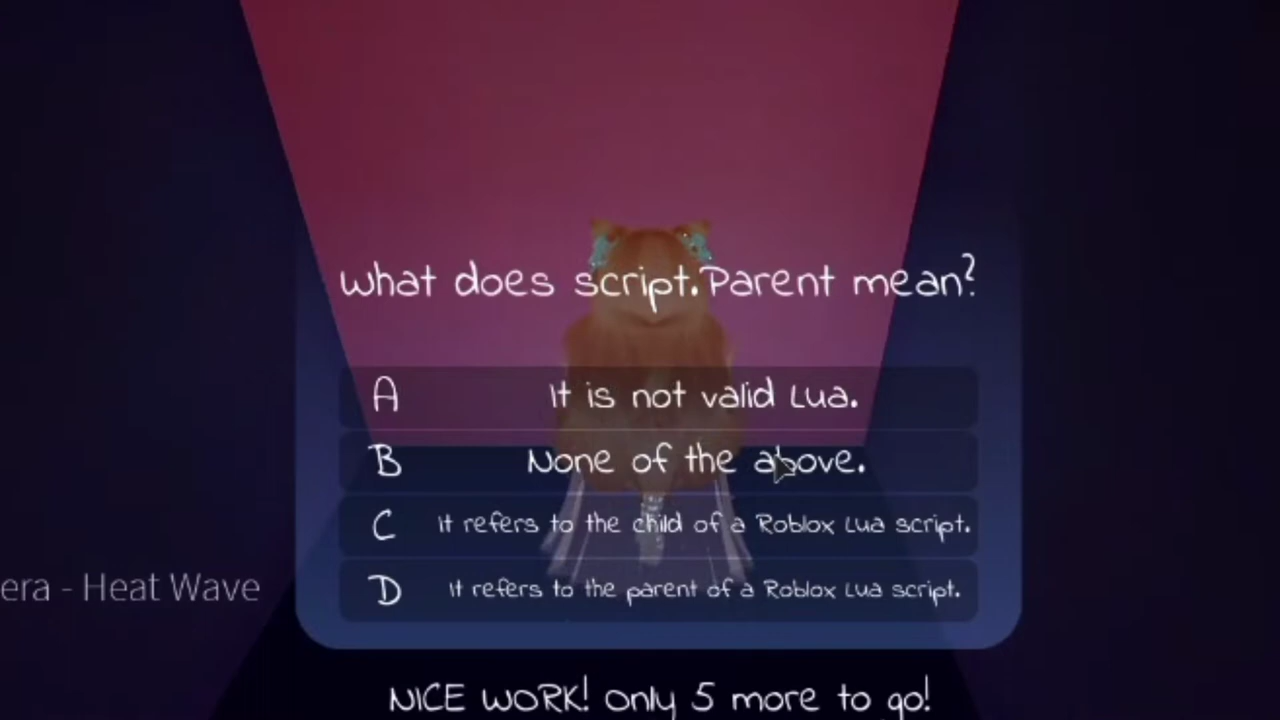 What does script.Parent mean?
A It is not valid Lua.
B None of the above.
C It refers to the child of a Roblox Lua script.
D It refers to the parent of a Roblox Lua script.
era - Heat Wave
NICE WORK! Only 5 more to go!